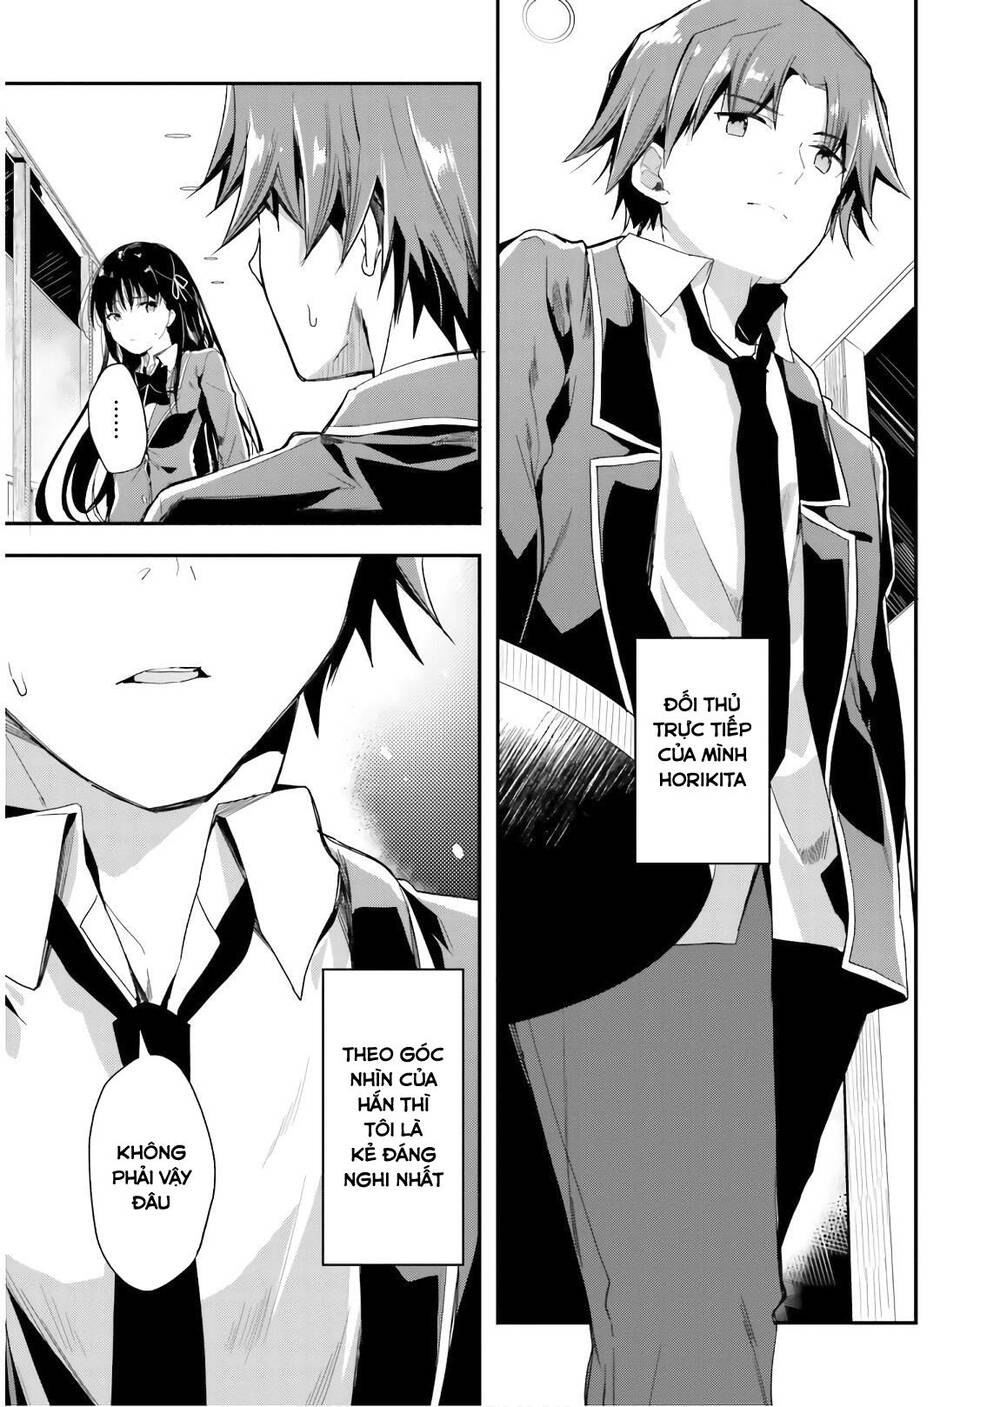 ĐỐI THỦ
TRỰC TIẾP
CỦA MÌNH
HORIKITA
........
THEO GÓC
NHÌN CỦA
HẮN THÌ
TÔI LÀ
KẺ ĐÁNG
NGHI NHẤT
KHÔNG
PHẢI VẬY
ĐÂU